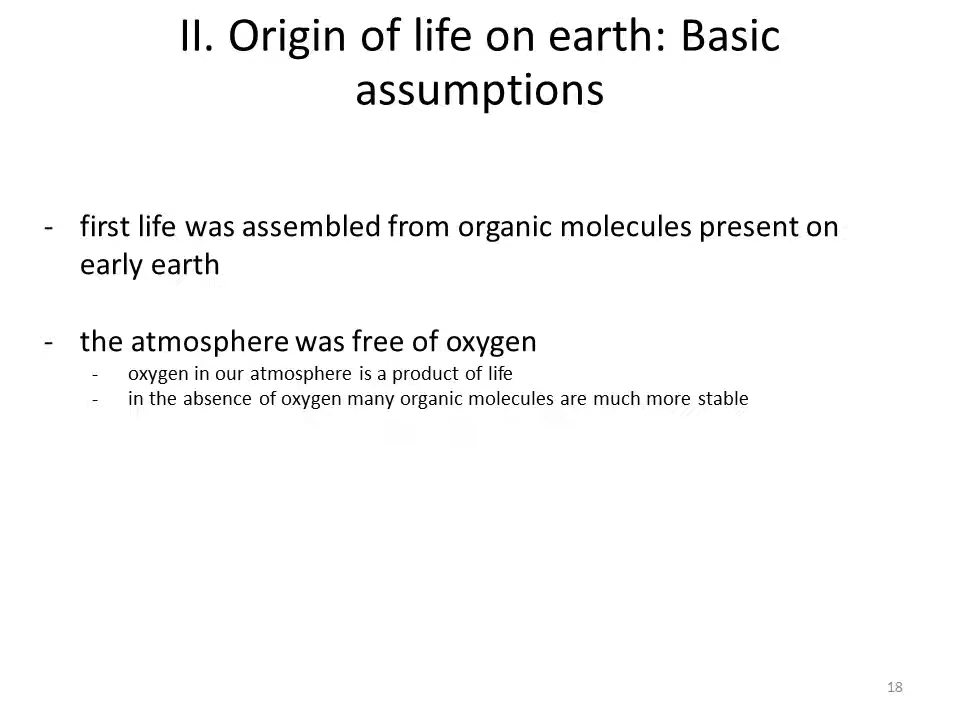 II. Origin of life on earth: Basic
assumptions
- first life was assembled from organic molecules present on
early earth
- the atmosphere was free of oxygen
- oxygen in our atmosphere is a product of life
- in the absence of oxygen many organic molecules are much more stable
18